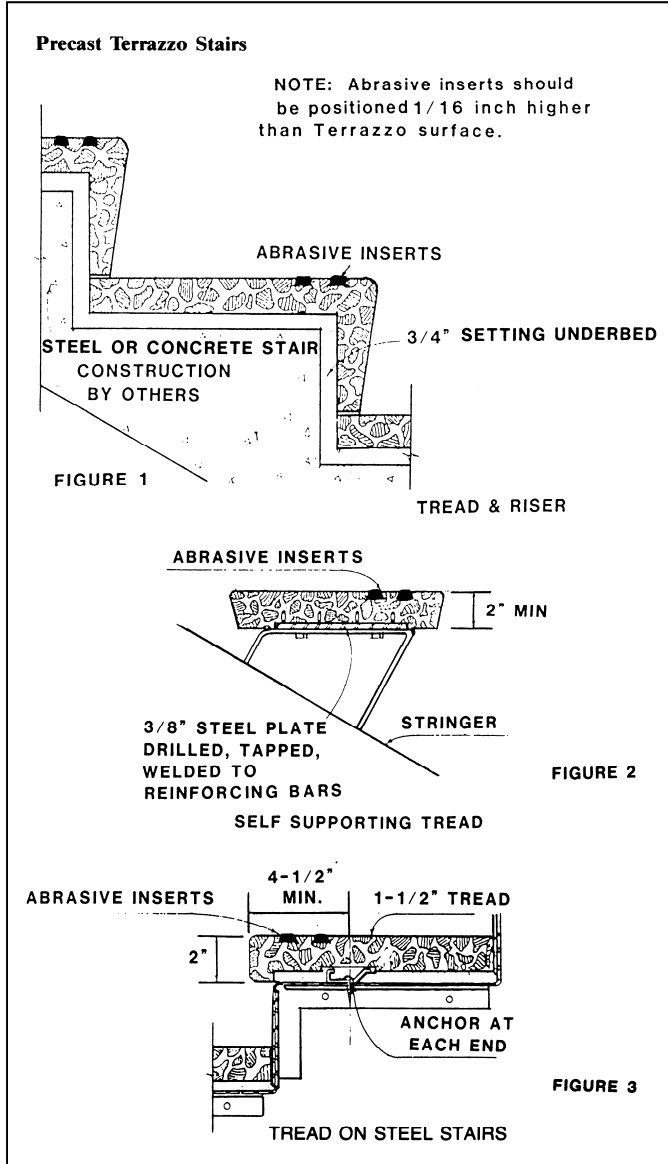 Precast Terrazzo Stairs
NOTE: Abrasive inserts should
be positioned 1/16 inch higher
than Terrazzo surface.
ABRASIVE INSERTS
3/4" SETTING UNDERBED
STEEL OR CONCRETE STAIR
CONSTRUCTION
BY OTHERS
FIGURE 1
TREAD & RISER
ABRASIVE INSERTS
2" MIN
3/8" STEEL PLATE
DRILLED, TAPPED,
WELDED TO
REINFORCING BARS
STRINGER
FIGURE 2
SELF SUPPORTING TREAD
4-1/2"
MIN.
ABRASIVE INSERTS
1-1/2" TREAD
2"
ANCHOR AT
EACH END
FIGURE 3
TREAD ON STEEL STAIRS